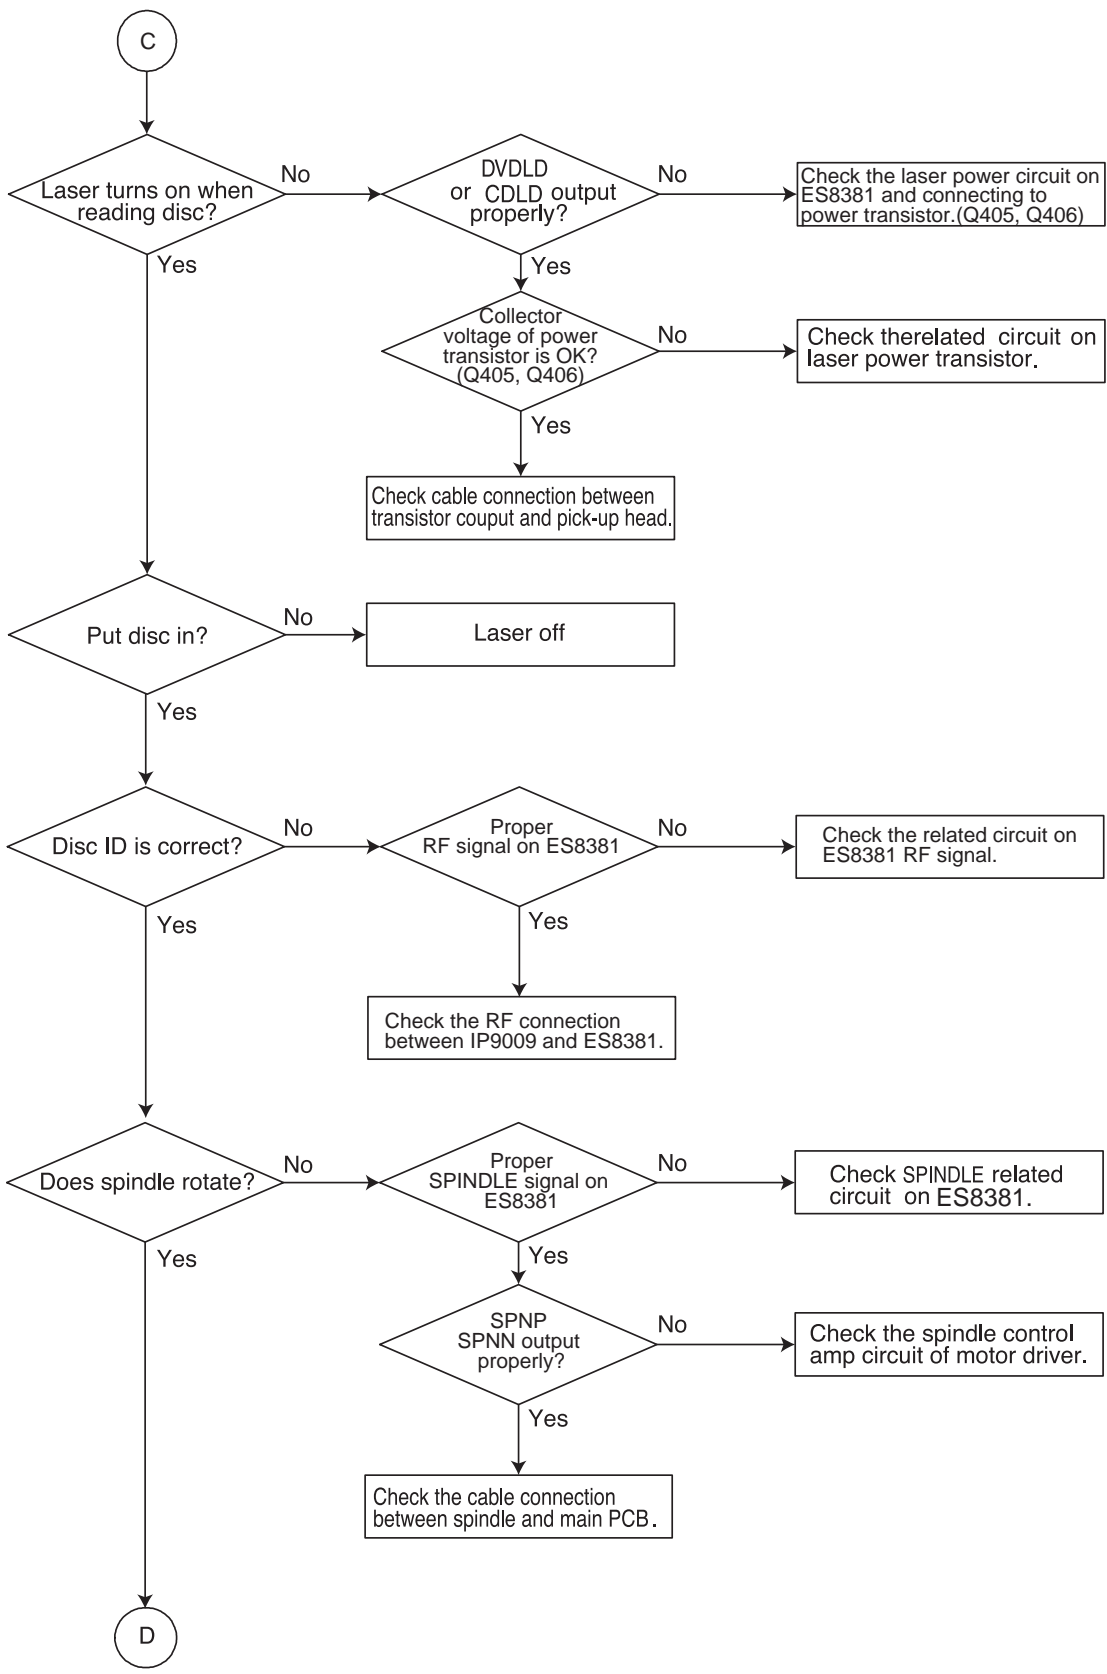 C
Laser turns on when
reading disc?
No
DVDLD
or CDLD output
properly?
No
Check the laser power circuit on
ES8381 and connecting to
power transistor.(Q405, Q406)
Yes
Yes
Collector
voltage of power
transistor is OK?
(Q405, Q406)
No
Check therelated circuit on
laser power transistor.
Yes
Check cable connection between
transistor couput and pick-up head.
Put disc in?
No
Laser off
Yes
Disc ID is correct?
No
Proper
RF signal on ES8381
No
Check the related circuit on
ES8381 RF signal.
Yes
Yes
Check the RF connection
between IP9009 and ES8381.
Does spindle rotate?
No
Proper
SPINDLE signal on
ES8381
No
Check SPINDLE related
circuit on ES8381.
Yes
Yes
SPNP
SPNN output
properly?
No
Check the spindle control
amp circuit of motor driver.
Yes
Check the cable connection
between spindle and main PCB.
D